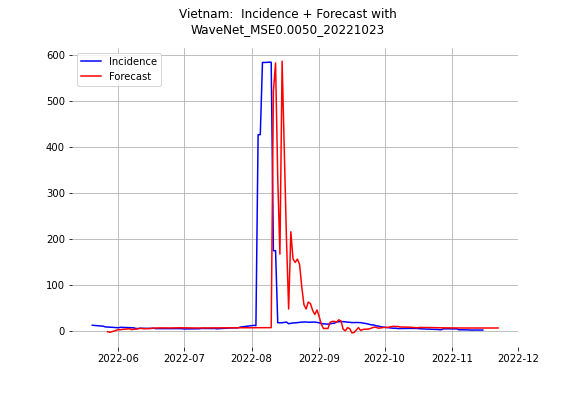 Vietnam: Incidence + Forecast with
WaveNet_MSE0.0050_20221023
Incidence
Forecast
600
500
400
300
200
100
0
2022-06 2022-07 2022-08 2022-09 2022-10 2022-11 2022-12